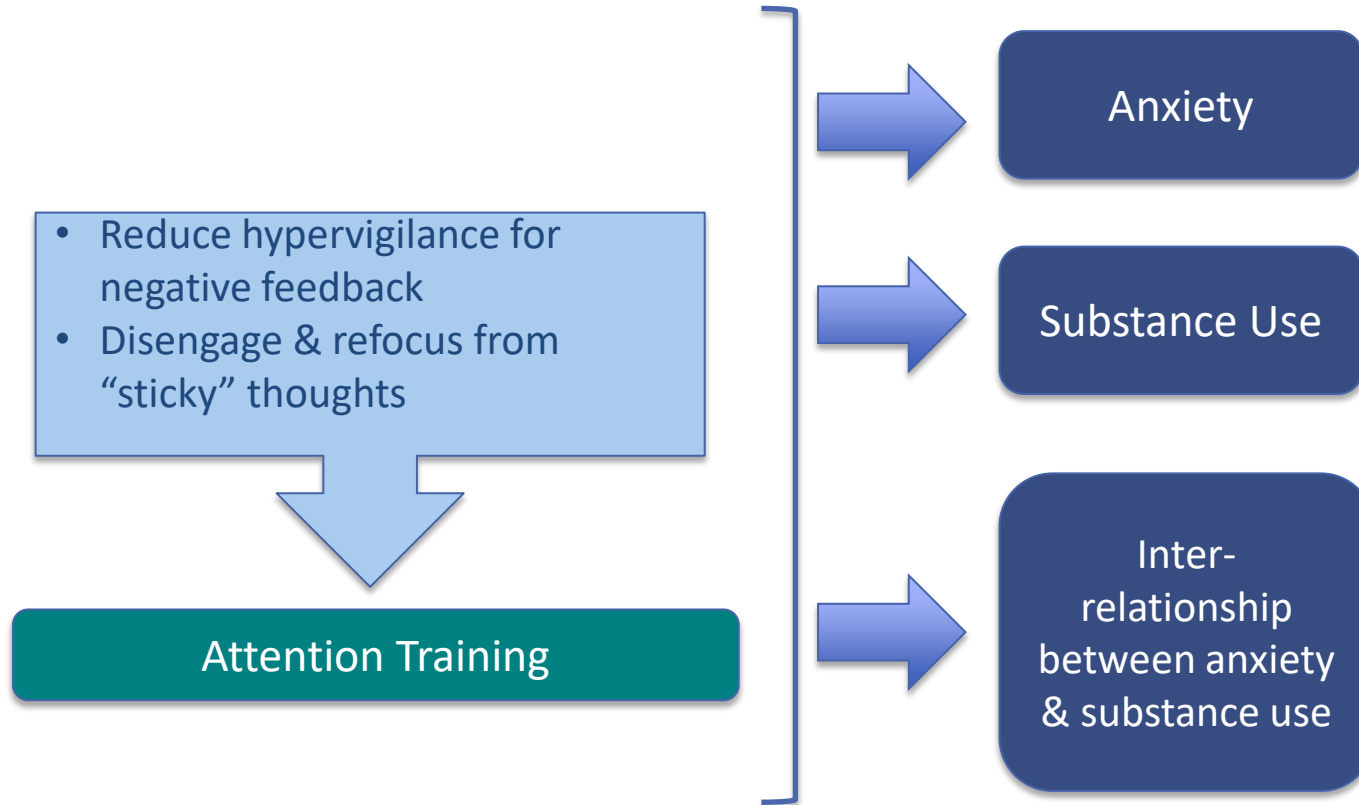 • Reduce hypervigilance for
negative feedback
• Disengage & refocus from
“sticky” thoughts
Attention Training
Anxiety
Substance Use
Inter-
relationship
between anxiety
& substance use